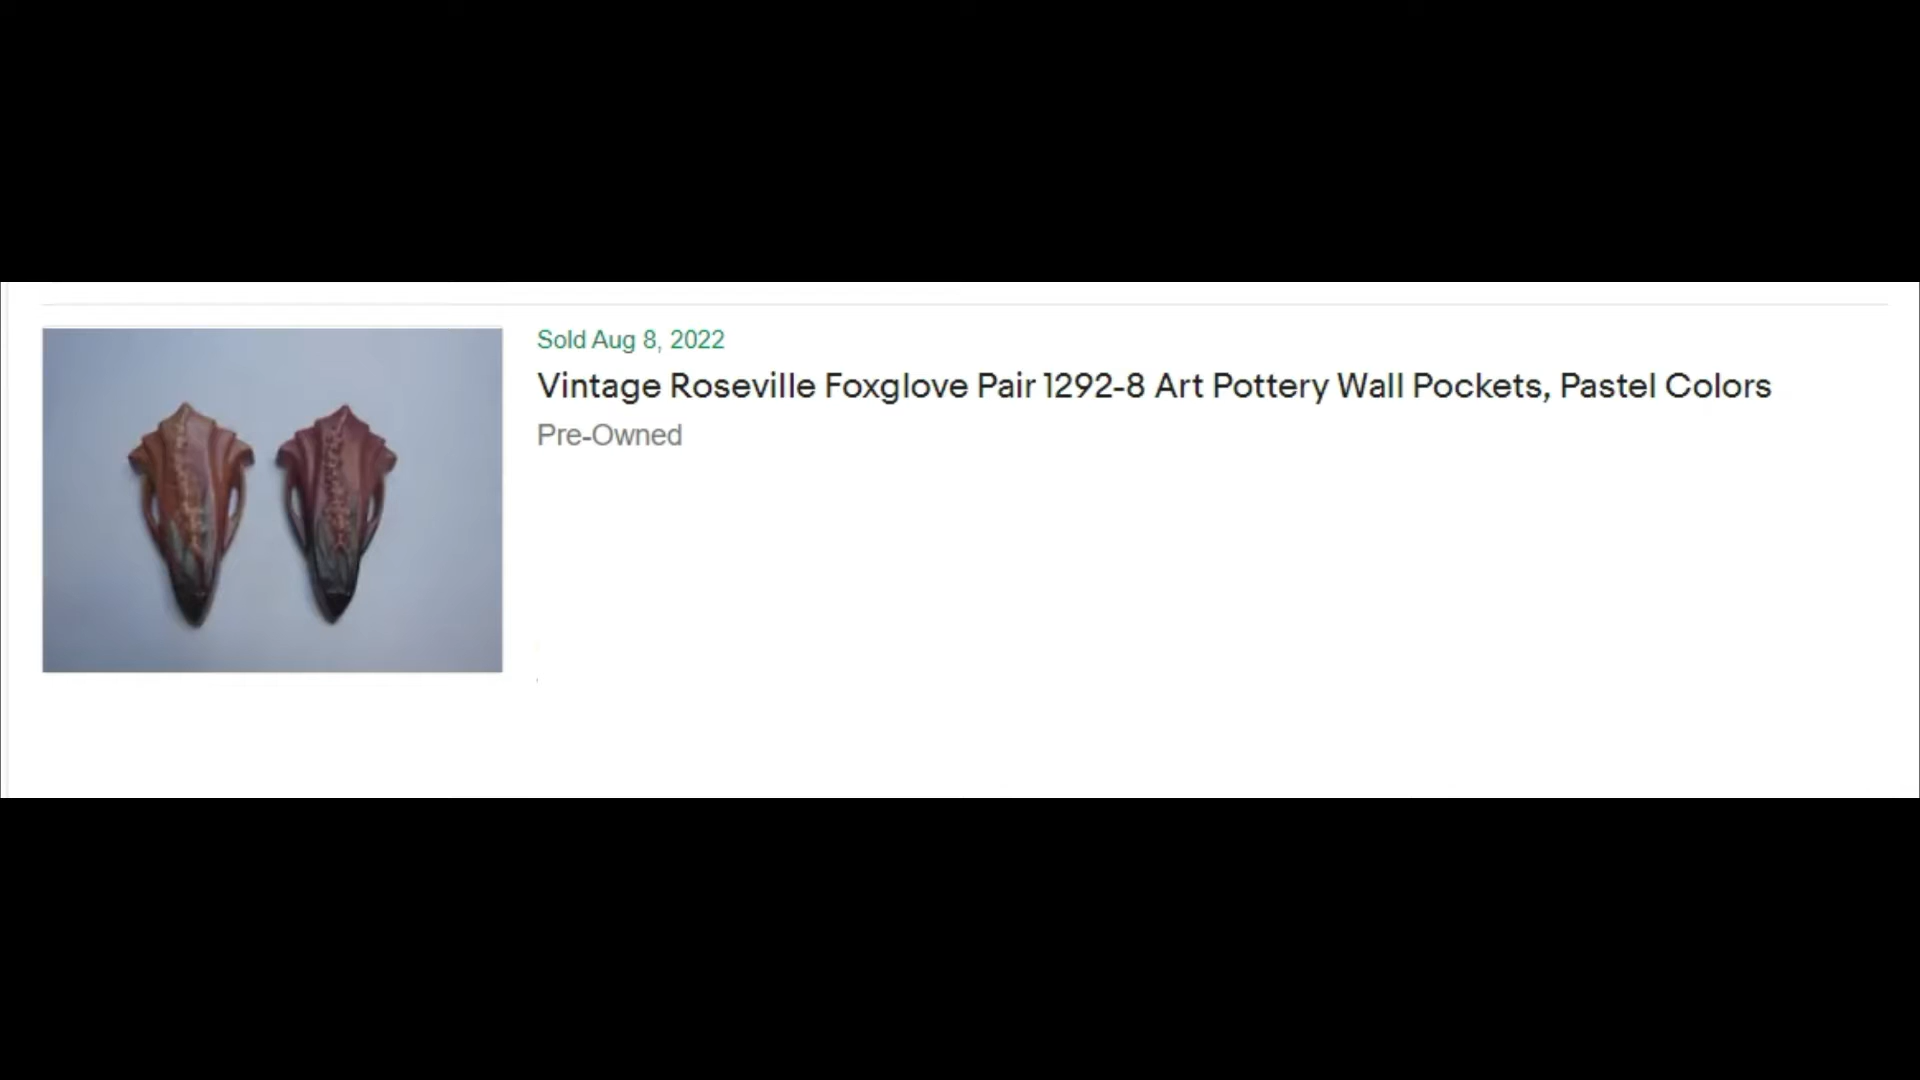 Sold Aug 8, 2022
Vintage Roseville Foxglove Pair 1292-8 Art Pottery Wall Pockets, Pastel Colors
Pre-Owned